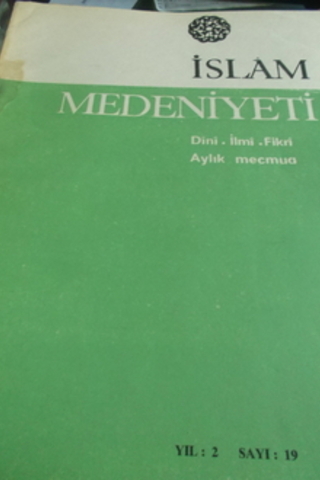 İSLAM
MEDENİYETİ
Dini . İlmi . Fikri
Aylık mecmua
YIL : 2 SAYI : 19